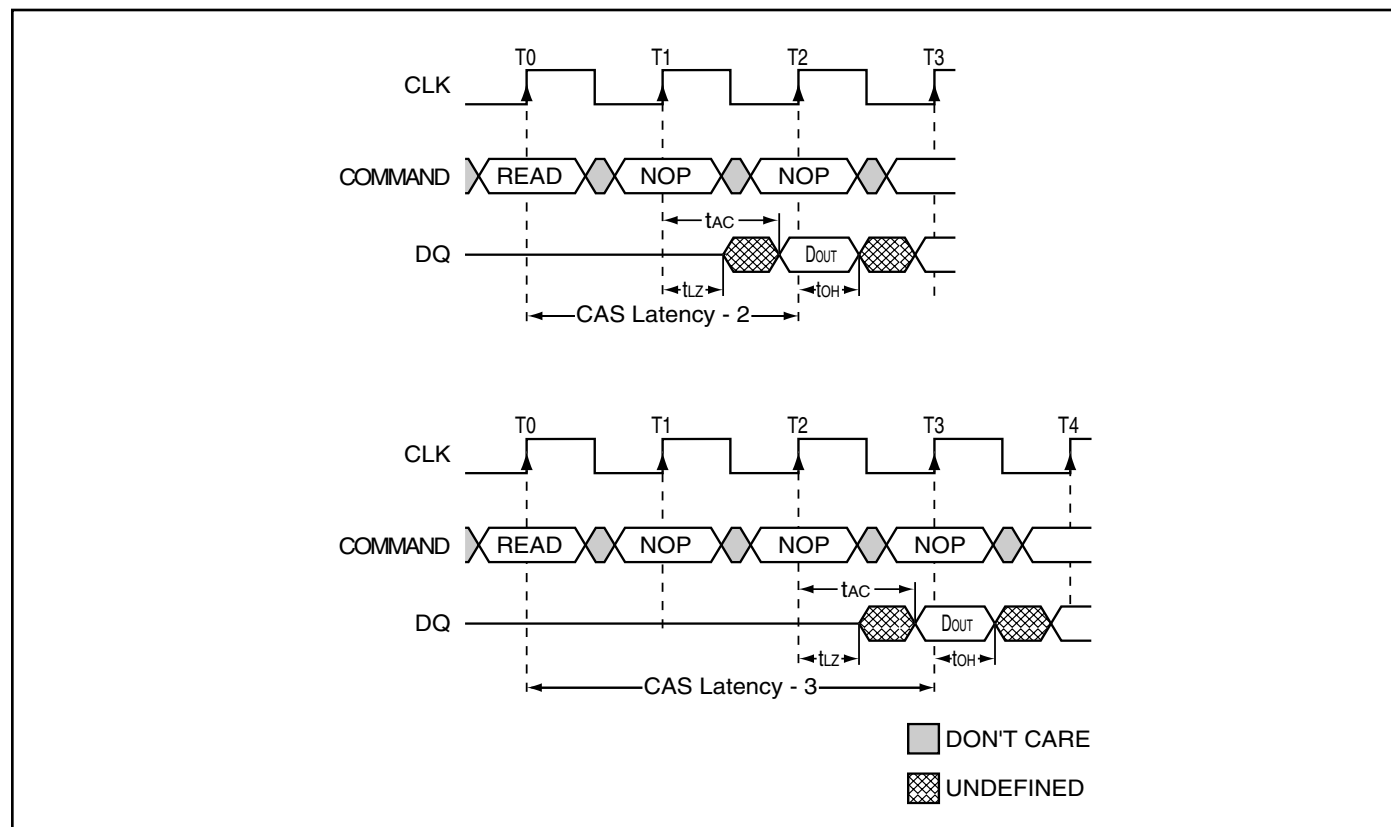 T0 T1 T2 T3
CLK
COMMAND READ NOP NOP
tAC
DQ DOUT
tLZ tOH
CAS Latency - 2
T0 T1 T2 T3 T4
CLK
COMMAND READ NOP NOP NOP
tAC
DQ DOUT
tLZ tOH
CAS Latency - 3
DON'T CARE
UNDEFINED